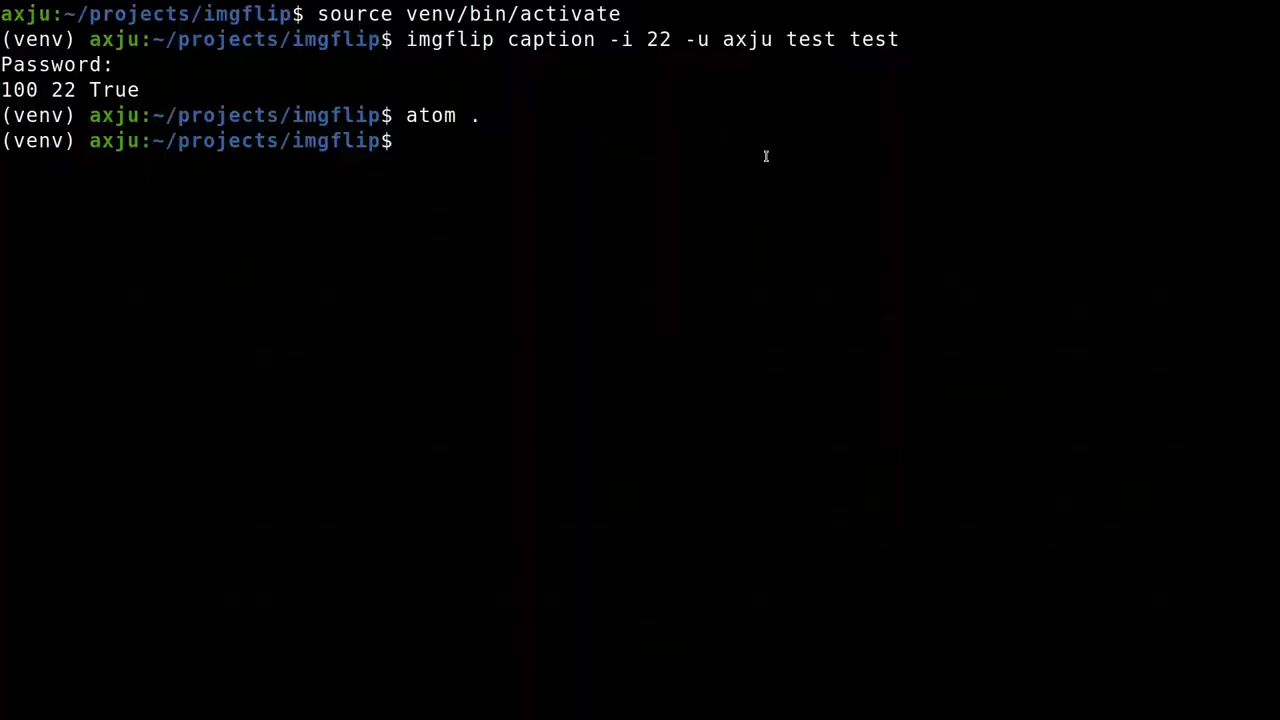 axju:~/projects/imgflip$ source venv/bin/activate
(venv) axju:~/projects/imgflip$ imgflip caption -i 22 -u axju test test
Password:
100 22 True
(venv) axju:~/projects/imgflip$ atom .
(venv) axju:~/projects/imgflip$